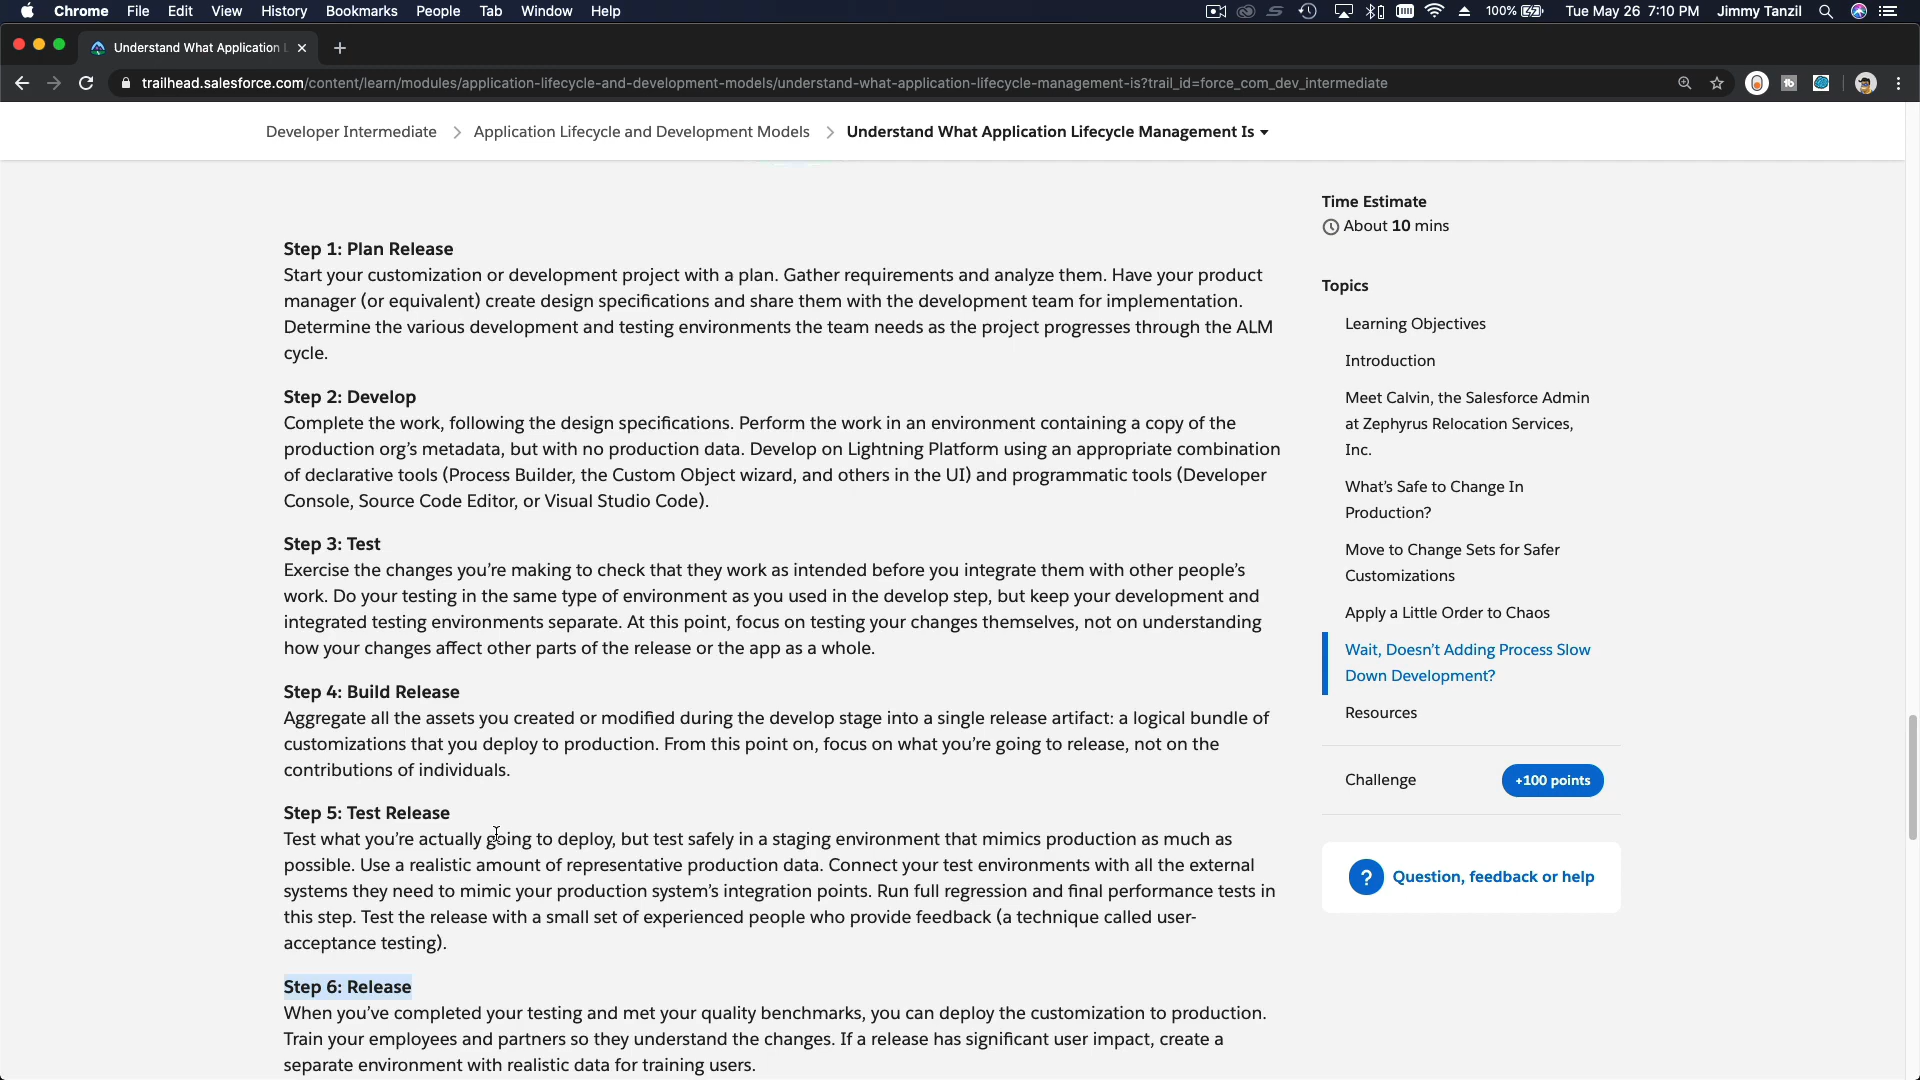 Chrome File Edit View History Bookmarks People Tab Window Help 100% Tue May 26 7:10 PM Jimmy Tanzil
Understand What Application L
trailhead.salesforce.com/content/learn/modules/application-lifecycle-and-development-models/understand-what-application-lifecycle-management-is?trail_id=force_com_dev_intermediate
Developer Intermediate > Application Lifecycle and Development Models > Understand What Application Lifecycle Management Is
Step 1: Plan Release
Start your customization or development project with a plan. Gather requirements and analyze them. Have your product
manager (or equivalent) create design specifications and share them with the development team for implementation.
Determine the various development and testing environments the team needs as the project progresses through the ALM
cycle.
Step 2: Develop
Complete the work, following the design specifications. Perform the work in an environment containing a copy of the
production org’s metadata, but with no production data. Develop on Lightning Platform using an appropriate combination
of declarative tools (Process Builder, the Custom Object wizard, and others in the UI) and programmatic tools (Developer
Console, Source Code Editor, or Visual Studio Code).
Step 3: Test
Exercise the changes you’re making to check that they work as intended before you integrate them with other people’s
work. Do your testing in the same type of environment as you used in the develop step, but keep your development and
integrated testing environments separate. At this point, focus on testing your changes themselves, not on understanding
how your changes affect other parts of the release or the app as a whole.
Step 4: Build Release
Aggregate all the assets you created or modified during the develop stage into a single release artifact: a logical bundle of
customizations that you deploy to production. From this point on, focus on what you’re going to release, not on the
contributions of individuals.
Step 5: Test Release
Test what you’re actually going to deploy, but test safely in a staging environment that mimics production as much as
possible. Use a realistic amount of representative production data. Connect your test environments with all the external
systems they need to mimic your production system’s integration points. Run full regression and final performance tests in
this step. Test the release with a small set of experienced people who provide feedback (a technique called user-
acceptance testing).
Step 6: Release
When you’ve completed your testing and met your quality benchmarks, you can deploy the customization to production.
Train your employees and partners so they understand the changes. If a release has significant user impact, create a
separate environment with realistic data for training users.
Time Estimate
About 10 mins
Topics
Learning Objectives
Introduction
Meet Calvin, the Salesforce Admin
at Zephyrus Relocation Services,
Inc.
What’s Safe to Change In
Production?
Move to Change Sets for Safer
Customizations
Apply a Little Order to Chaos
Wait, Doesn’t Adding Process Slow
Down Development?
Resources
Challenge +100 points
? Question, feedback or help